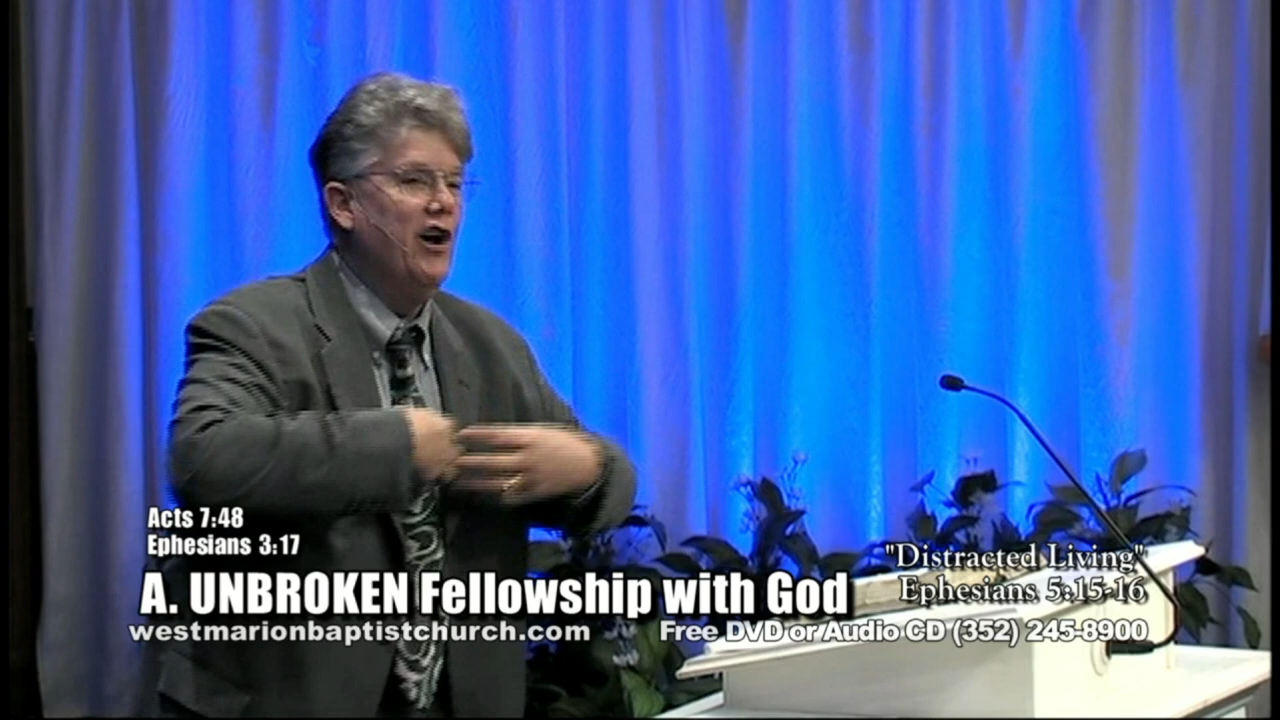 Acts 7:48
Ephesians 3:17
"Distracted Living"
Ephesians 5:15-16
A. UNBROKEN Fellowship with God
westmarionbaptistchurch.com
Free DVD or Audio CD (352) 245-8900